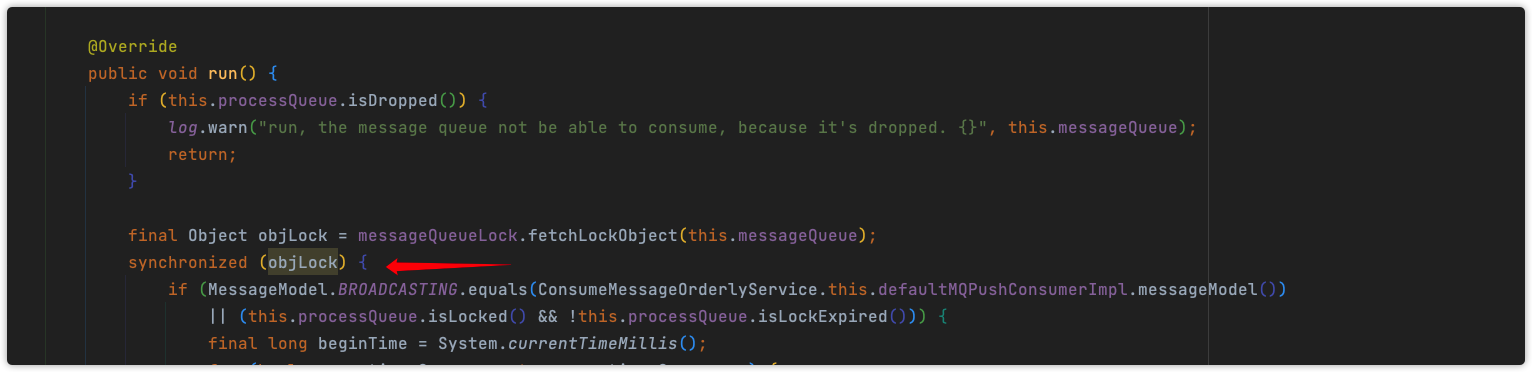 @Override
public void run() {
if (this.processQueue.isDropped()) {
log.warn("run, the message queue not be able to consume, because it's dropped. {}", this.messageQueue);
return;
}
final Object objLock = messageQueueLock.fetchLockObject(this.messageQueue);
synchronized (objLock) {
if (MessageModel.BROADCASTING.equals(ConsumeMessageOrderlyService.this.defaultMQPushConsumerImpl.messageModel())
|| (this.processQueue.isLocked() && !this.processQueue.isLockExpired())) {
final long beginTime = System.currentTimeMillis();